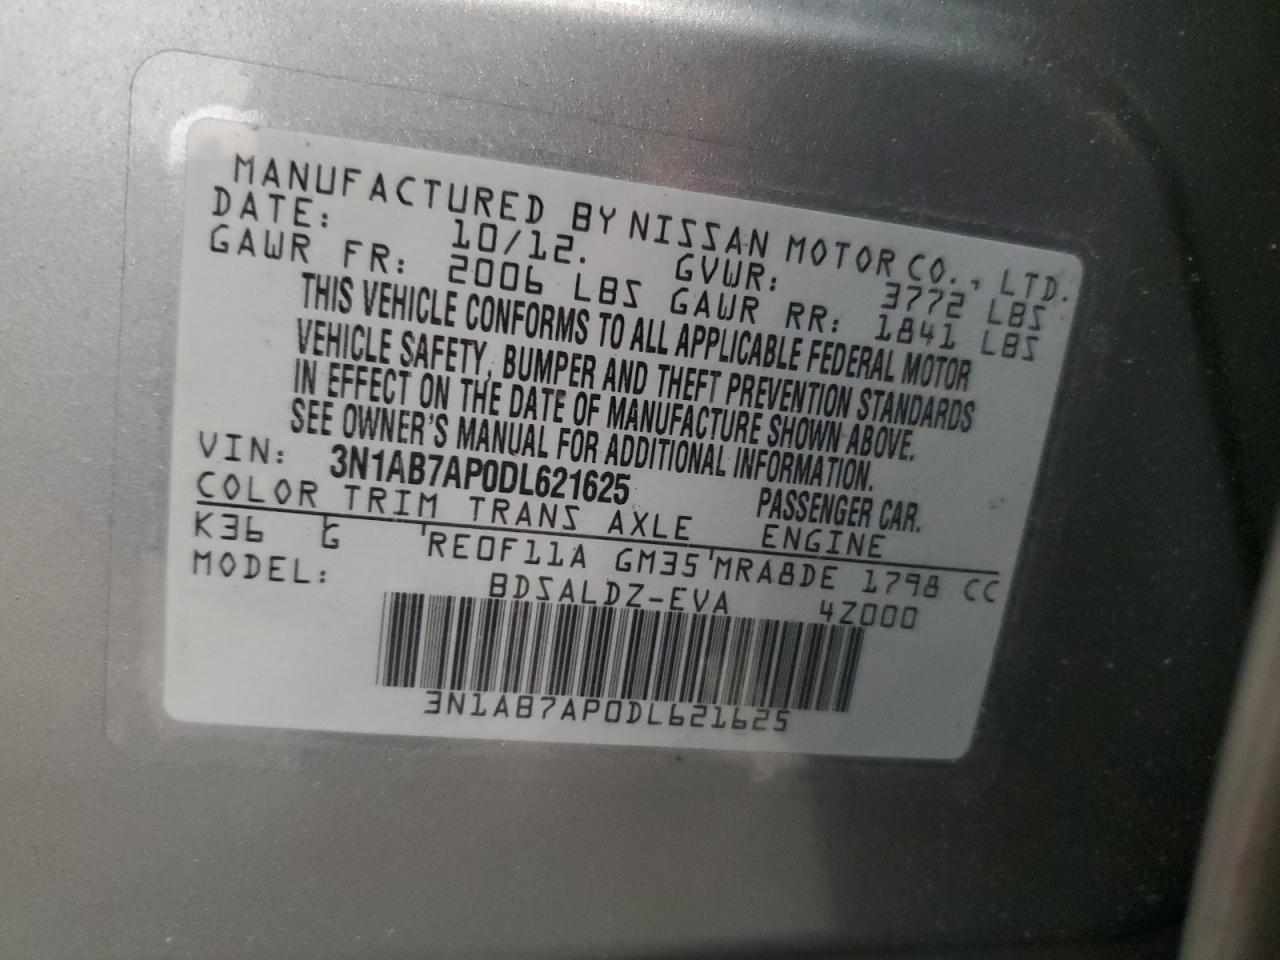 MANUFACTURED BY NISSAN MOTOR CO., LTD.
DATE: 10/12. GVWR: 3772 LBS
GAWR FR: 2006 LBS GAWR RR: 1841 LBS
THIS VEHICLE CONFORMS TO ALL APPLICABLE FEDERAL MOTOR
VEHICLE SAFETY, BUMPER AND THEFT PREVENTION STANDARDS
IN EFFECT ON THE DATE OF MANUFACTURE SHOWN ABOVE.
SEE OWNER'S MANUAL FOR ADDITIONAL INFORMATION.
VIN: 3N1AB7AP0DL621625 PASSENGER CAR.
COLOR TRIM TRANS AXLE ENGINE
K36 G RE0F11A GM35 MRA8DE 1798 CC
MODEL: BDSALDZ-EVA 4Z000
3N1AB7AP0DL621625